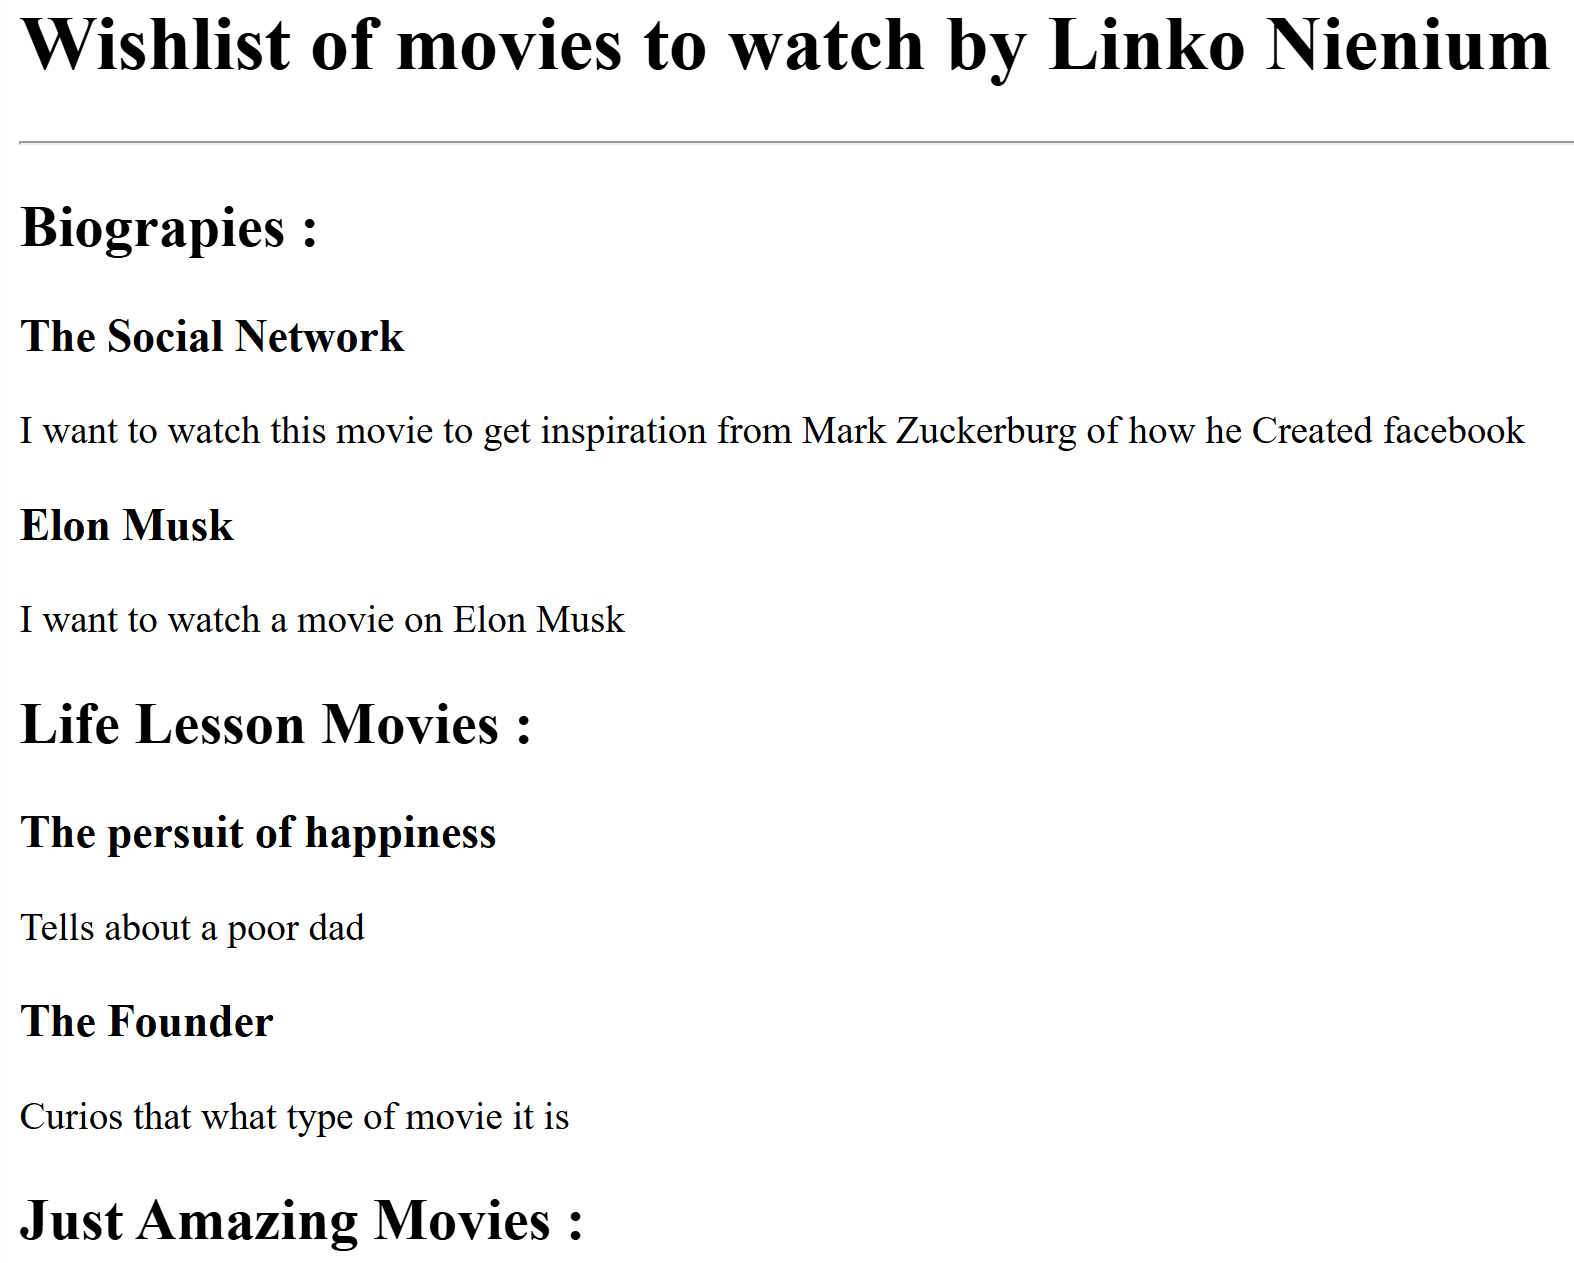 Wishlist of movies to watch by Linko Nienium
Biograpies :
The Social Network
I want to watch this movie to get inspiration from Mark Zuckerburg of how he Created facebook
Elon Musk
I want to watch a movie on Elon Musk
Life Lesson Movies :
The persuit of happiness
Tells about a poor dad
The Founder
Curios that what type of movie it is
Just Amazing Movies :